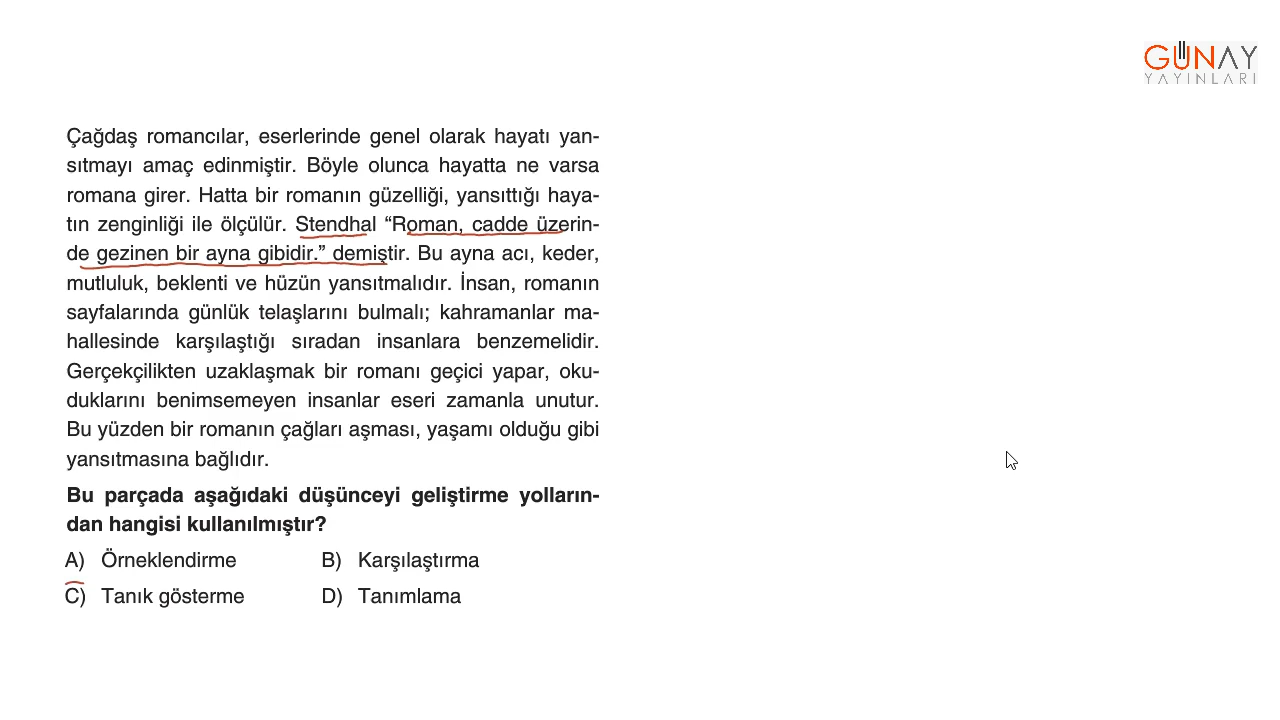 GÜNAY
YAYINLARI
Çağdaş romancılar, eserlerinde genel olarak hayatı yan-
sıtmayı amaç edinmiştir. Böyle olunca hayatta ne varsa
romana girer. Hatta bir romanın güzelliği, yansıttığı haya-
tın zenginliği ile ölçülür. Stendhal “Roman, cadde üzerin-
de gezinen bir ayna gibidir.” demiştir. Bu ayna acı, keder,
mutluluk, beklenti ve hüzün yansıtmalıdır. İnsan, romanın
sayfalarında günlük telaşlarını bulmalı; kahramanlar ma-
hallesinde karşılaştığı sıradan insanlara benzemelidir.
Gerçekçilikten uzaklaşmak bir romanı geçici yapar, oku-
duklarını benimsemeyen insanlar eseri zamanla unutur.
Bu yüzden bir romanın çağları aşması, yaşamı olduğu gibi
yansıtmasına bağlıdır.
Bu parçada aşağıdaki düşünceyi geliştirme yolların-
dan hangisi kullanılmıştır?
A) Örneklendirme B) Karşılaştırma
C) Tanık gösterme D) Tanımlama